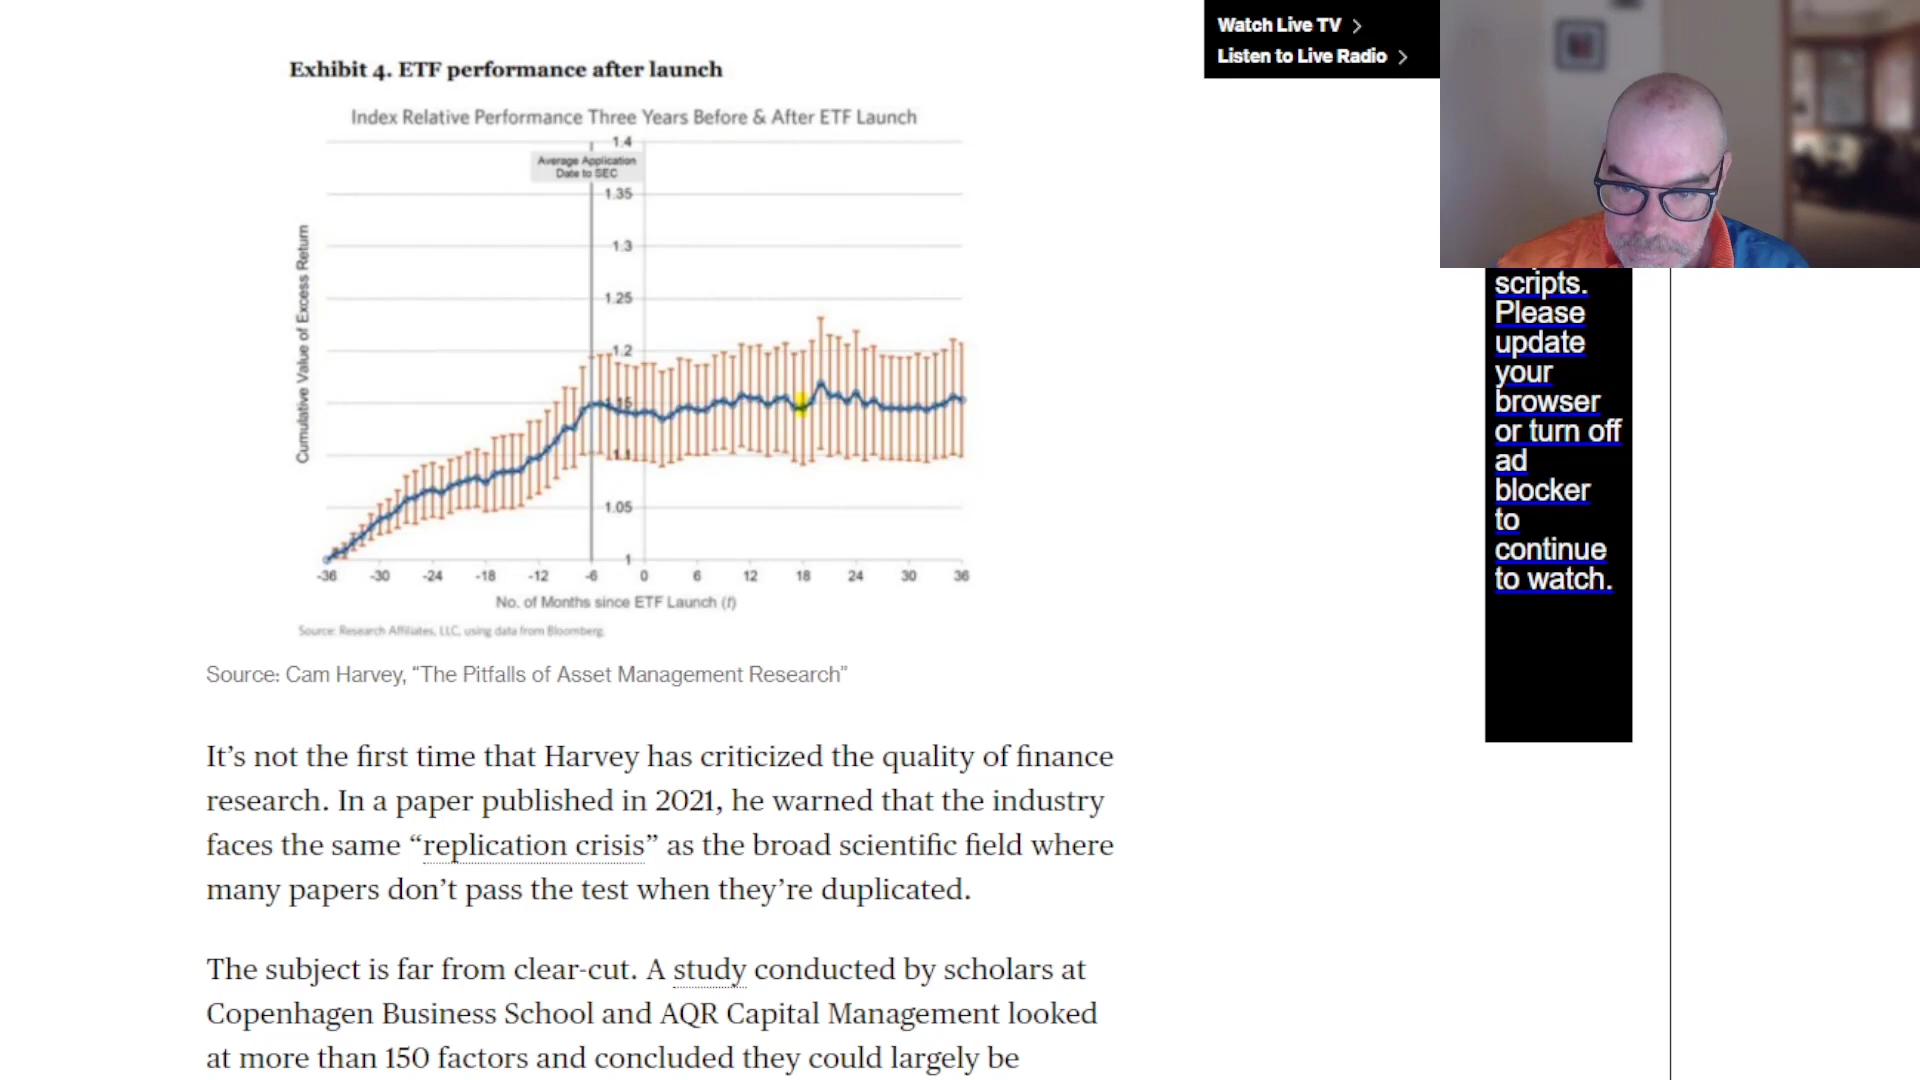 Watch Live TV
Listen to Live Radio
Exhibit 4. ETF performance after launch
Index Relative Performance Three Years Before & After ETF Launch
Average Application
Date to SEC
1.4
1.35
1.3
1.25
1.2
1.15
1.1
1.05
1
Cumulative Value of Excess Return
-36 -30 -24 -18 -12 -6 0 6 12 18 24 30 36
No. of Months since ETF Launch (t)
Source: Research Affiliates, LLC, using data from Bloomberg.
Source: Cam Harvey, “The Pitfalls of Asset Management Research”
It’s not the first time that Harvey has criticized the quality of finance
research. In a paper published in 2021, he warned that the industry
faces the same “replication crisis” as the broad scientific field where
many papers don’t pass the test when they’re duplicated.
The subject is far from clear-cut. A study conducted by scholars at
Copenhagen Business School and AQR Capital Management looked
at more than 150 factors and concluded they could largely be
scripts.
Please
update
your
browser
or turn off
ad
blocker
to
continue
to watch.